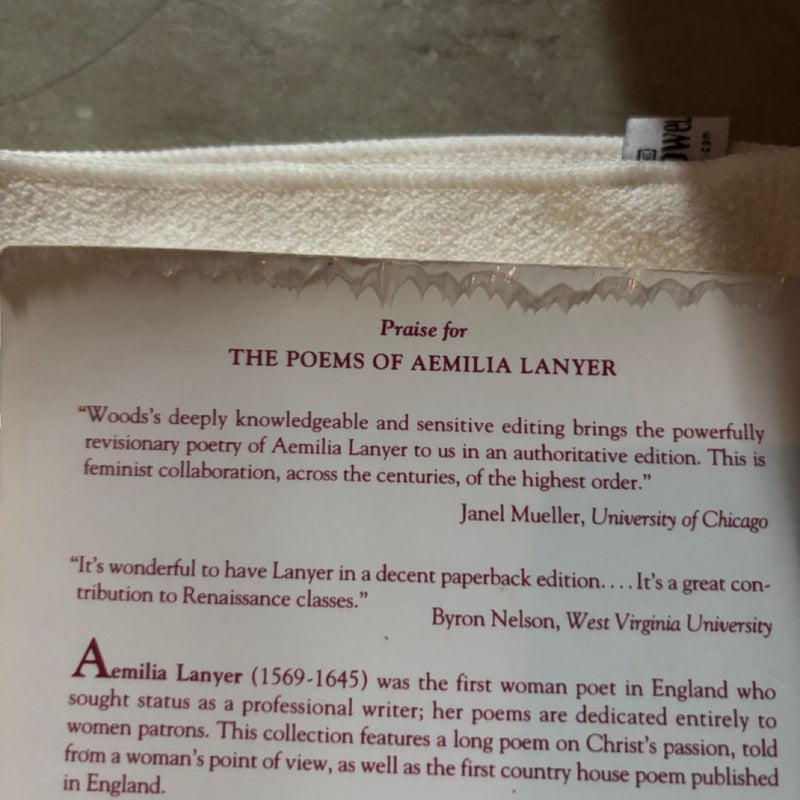 Praise for
THE POEMS OF AEMILIA LANYER
“Woods's deeply knowledgeable and sensitive editing brings the powerfully
revisionary poetry of Aemilia Lanyer to us in an authoritative edition. This is
feminist collaboration, across the centuries, of the highest order.”
Janel Mueller, University of Chicago
“It's wonderful to have Lanyer in a decent paperback edition. . . . It's a great con-
tribution to Renaissance classes.”
Byron Nelson, West Virginia University
Aemilia Lanyer (1569-1645) was the first woman poet in England who
sought status as a professional writer; her poems are dedicated entirely to
women patrons. This collection features a long poem on Christ's passion, told
from a woman's point of view, as well as the first country house poem published
in England.